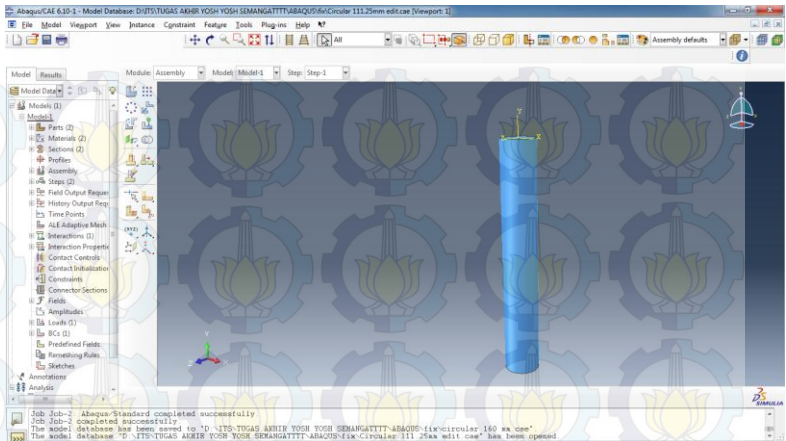 Abaqus/CAE 6.10-1 - Model Database: D:\ITS\TUGAS AKHIR YOSH YOSH SEMANGATTTT\ABAQUS\fix\Circular 111.25mm edit.cae [Viewport: 1]
File Model Viewport View Instance Constraint Feature Tools Plug-ins Help
All
Assembly defaults
Model Results
Module: Assembly Model: Model-1 Step: Step-1
Model Data
Models (1)
Model-1
Parts (2)
Materials (2)
Sections (2)
Profiles
Assembly
Steps (2)
Field Output Reques
History Output Requ
Time Points
ALE Adaptive Mesh
Interactions (1)
Interaction Propertie
Contact Controls
Contact Initialization
Constraints
Connector Sections
Fields
Amplitudes
Loads (1)
BCs (1)
Predefined Fields
Remeshing Rules
Sketches
Annotations
Analysis
(XYZ)
Y
X
Y
Z
X
SIMULIA
Job Job-2: Abaqus/Standard completed successfully.
Job Job-2 completed successfully.
The model database has been saved to "D:\ITS\TUGAS AKHIR YOSH YOSH SEMANGATTTT\ABAQUS\fix\circular 160 mm.cae".
The model database "D:\ITS\TUGAS AKHIR YOSH YOSH SEMANGATTTT\ABAQUS\fix\Circular 111.25mm edit.cae" has been opened.